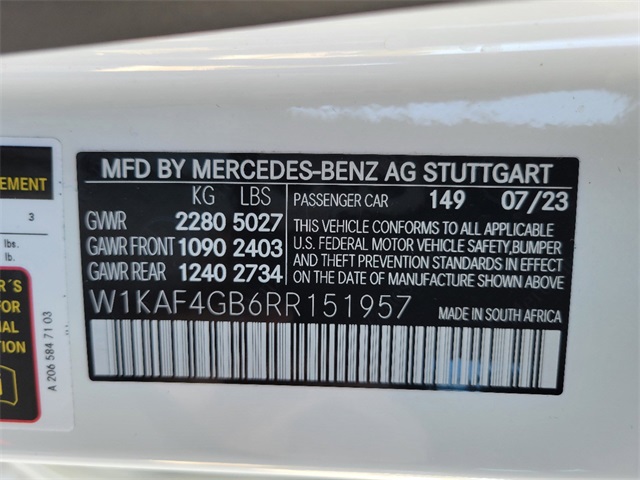 MFD BY MERCEDES-BENZ AG STUTTGART
KG LBS
GVWR 2280 5027
GAWR FRONT 1090 2403
GAWR REAR 1240 2734
PASSENGER CAR 149 07/23
THIS VEHICLE CONFORMS TO ALL APPLICABLE
U.S. FEDERAL MOTOR VEHICLE SAFETY, BUMPER
AND THEFT PREVENTION STANDARDS IN EFFECT
ON THE DATE OF MANUFACTURE SHOWN ABOVE.
W1KAF4GB6RR151957
MADE IN SOUTH AFRICA
3
lbs.
lb.
A 206 584 71 03